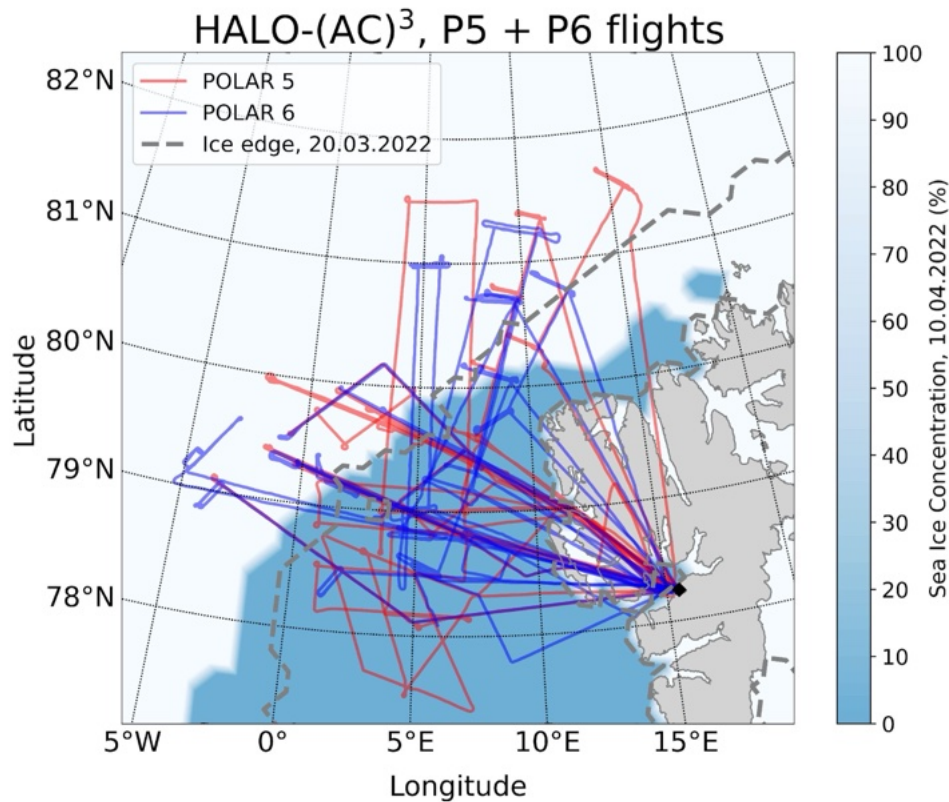 HALO-(AC)³, P5 + P6 flights
POLAR 5
POLAR 6
Ice edge, 20.03.2022
82°N
81°N
80°N
79°N
78°N
Latitude
5°W
0°
5°E
10°E
15°E
Longitude
100
90
80
70
60
50
40
30
20
10
0
Sea Ice Concentration, 10.04.2022 (%)